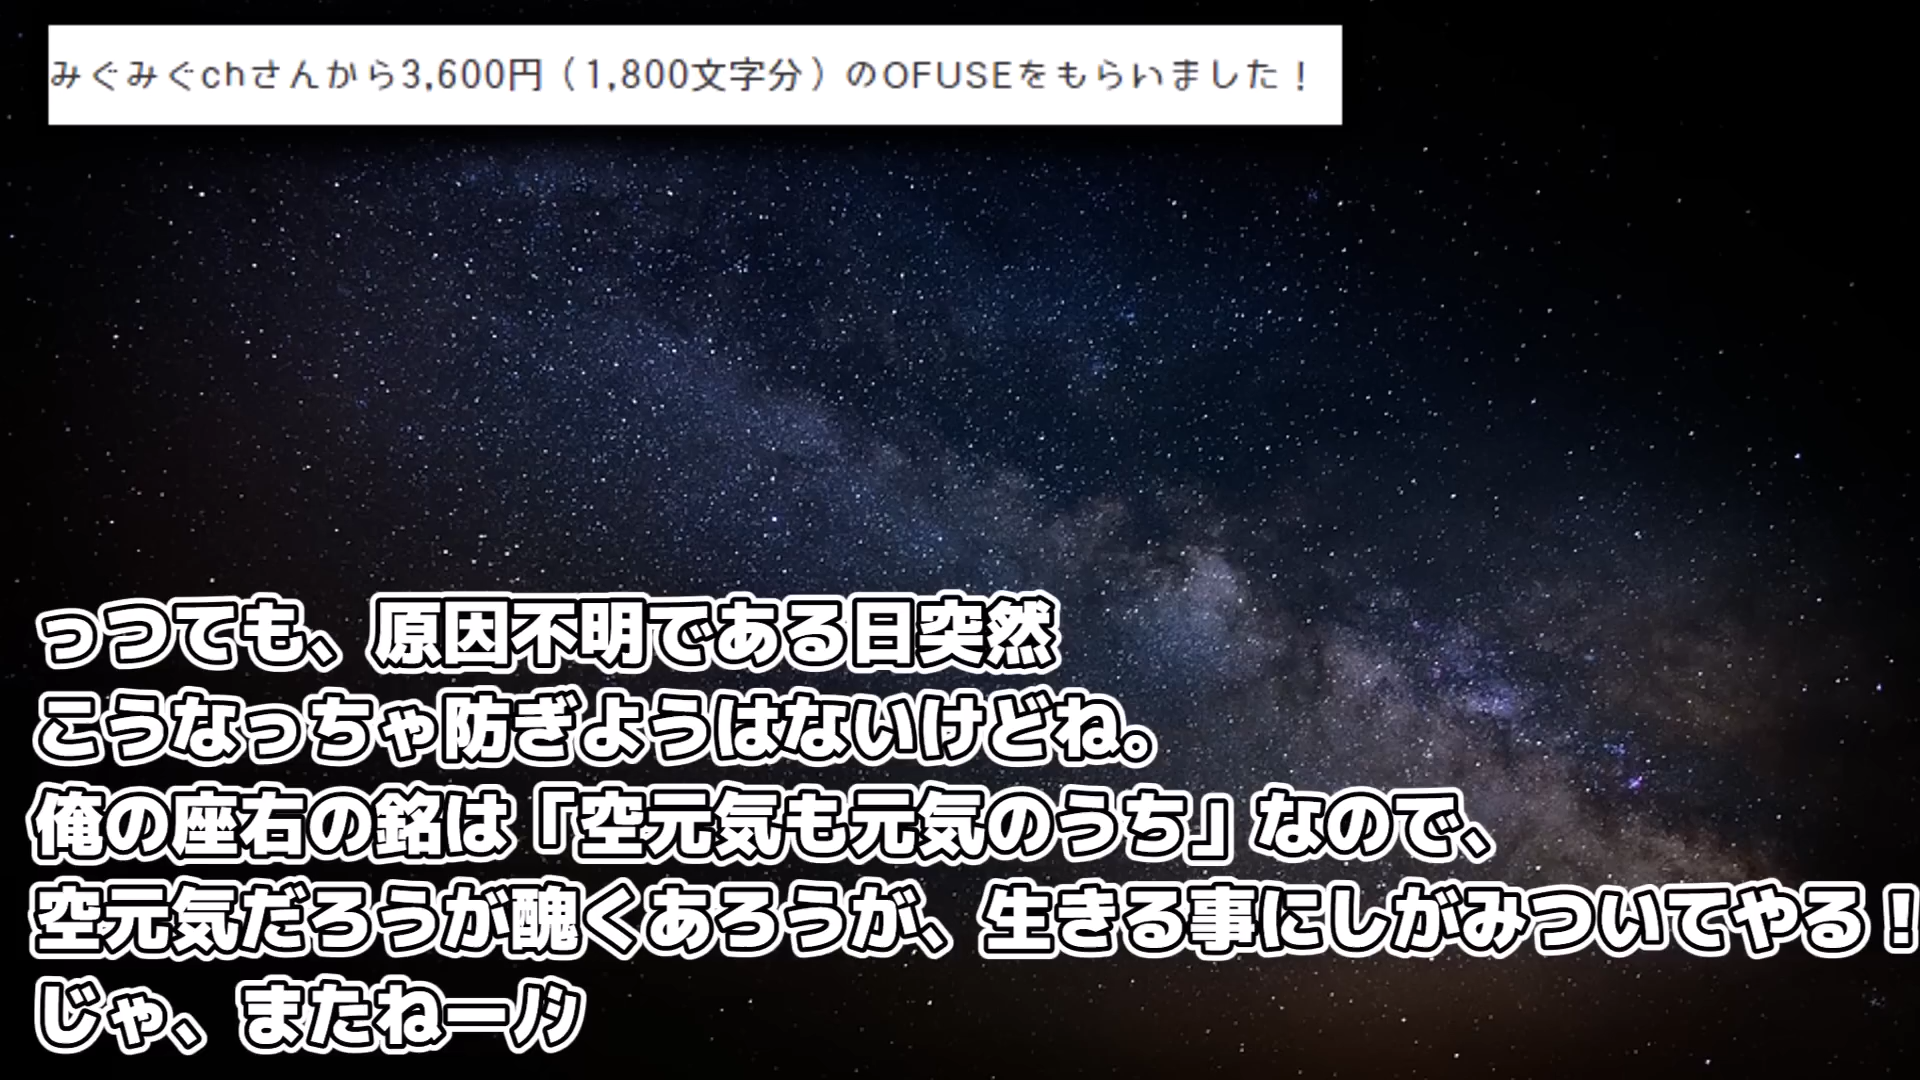 みぐみぐchさんから3,600円（1,800文字分）のOFUSEをもらいました！
っつても、原因不明である日突然
こうなっちゃ防ぎようはないけどね。
俺の座右の銘は「空元気も元気のうち」なので、
空元気だろうが醜くあろうが、生きる事にしがみついてやる！
じゃ、またねーﾉｼ